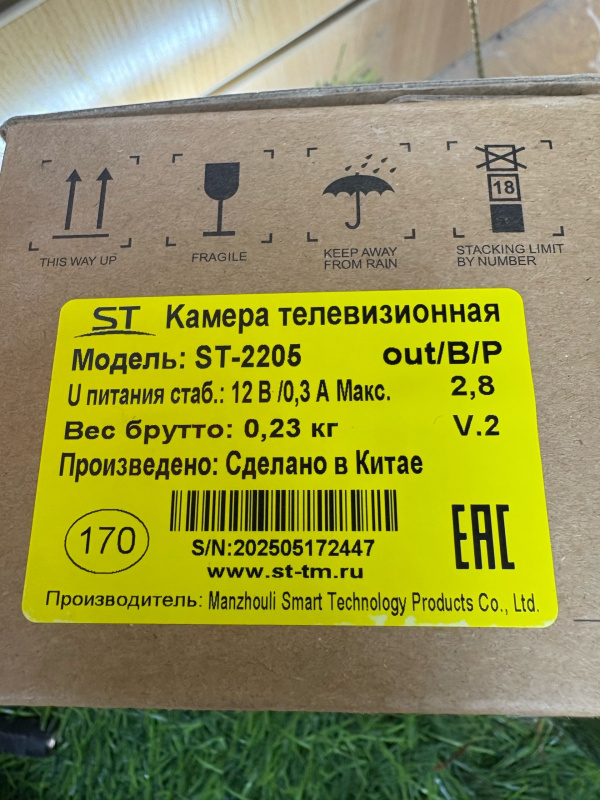 18
THIS WAY UP
FRAGILE
KEEP AWAY
FROM RAIN
STACKING LIMIT
BY NUMBER
ST Камера телевизионная
Модель: ST-2205 out/B/P
U питания стаб.: 12 В /0,3 А Макс. 2,8
Вес брутто: 0,23 кг V.2
Произведено: Сделано в Китае
170
EAC
S/N:202505172447
www.st-tm.ru
Производитель: Manzhouli Smart Technology Products Co., Ltd.